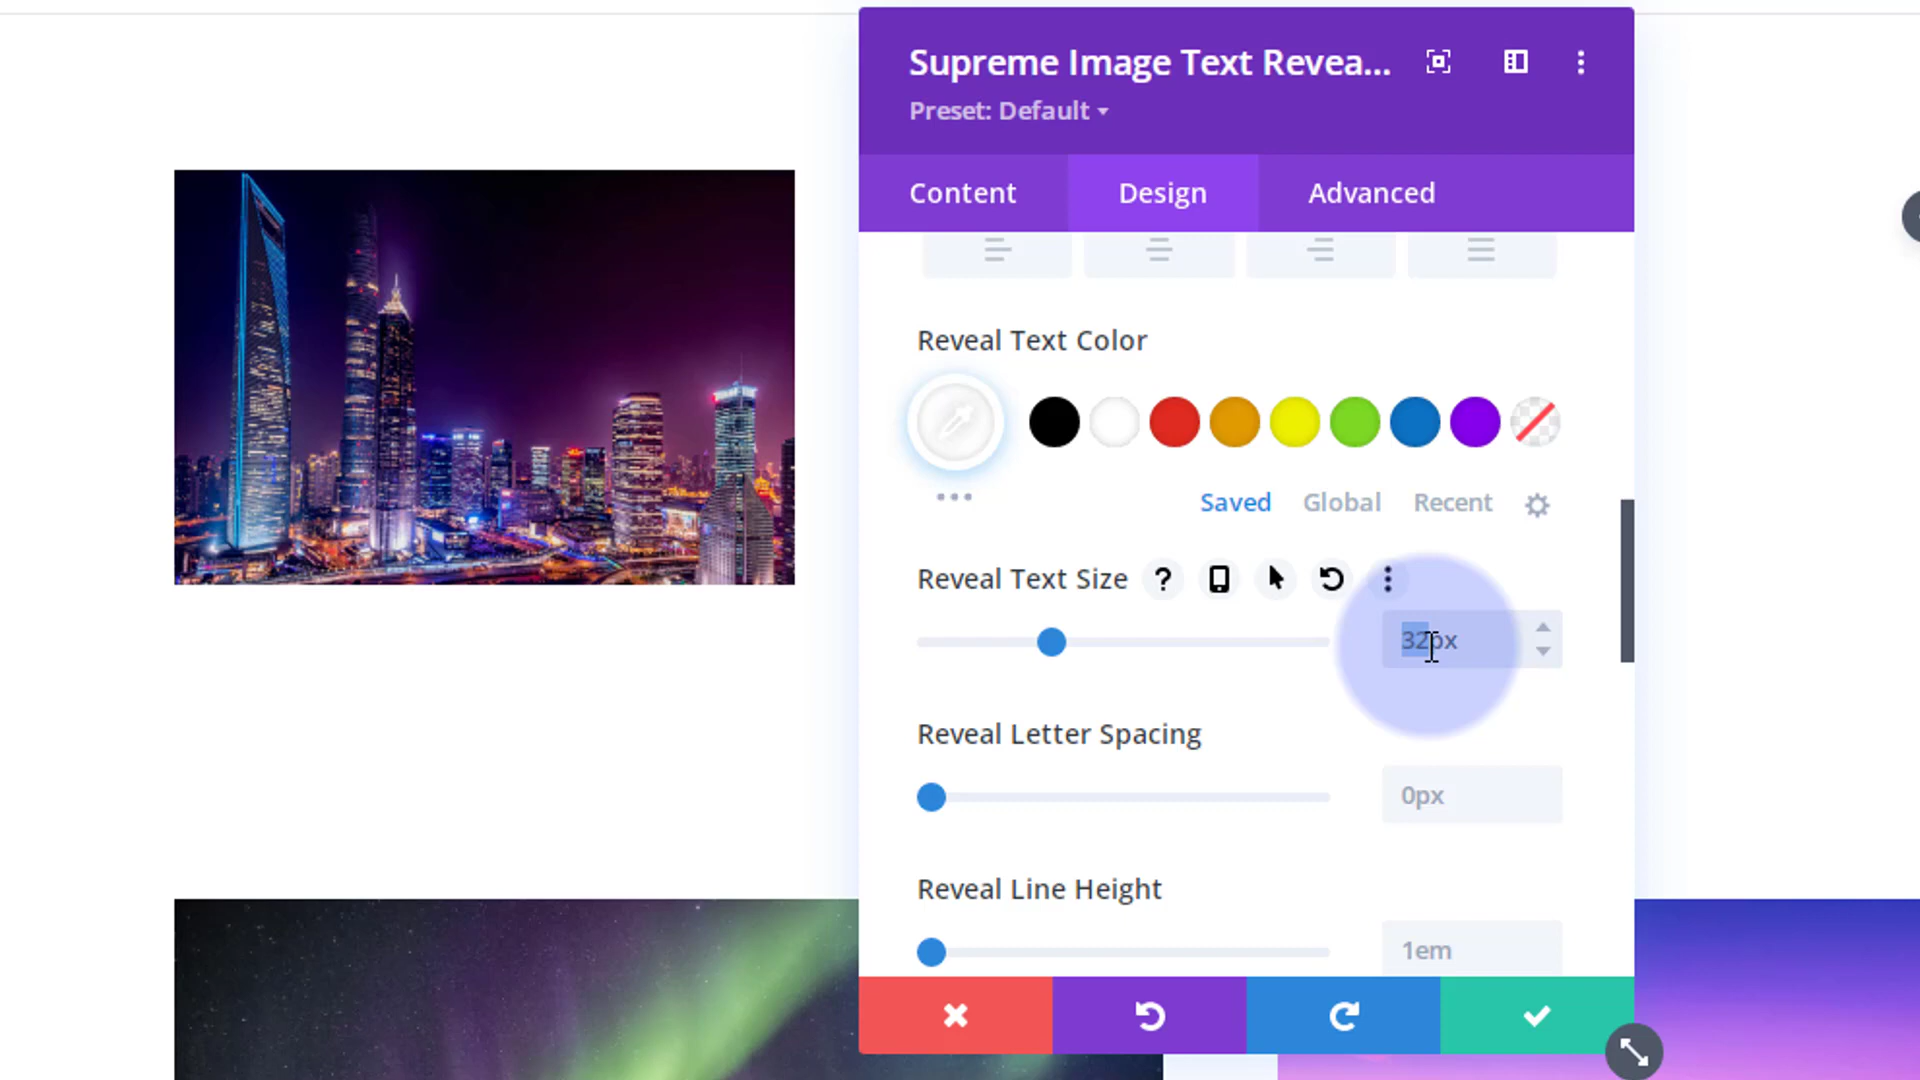 Supreme Image Text Revea...
Preset: Default
Content Design Advanced
Reveal Text Color
Saved Global Recent
Reveal Text Size ?
32px
Reveal Letter Spacing
0px
Reveal Line Height
1em